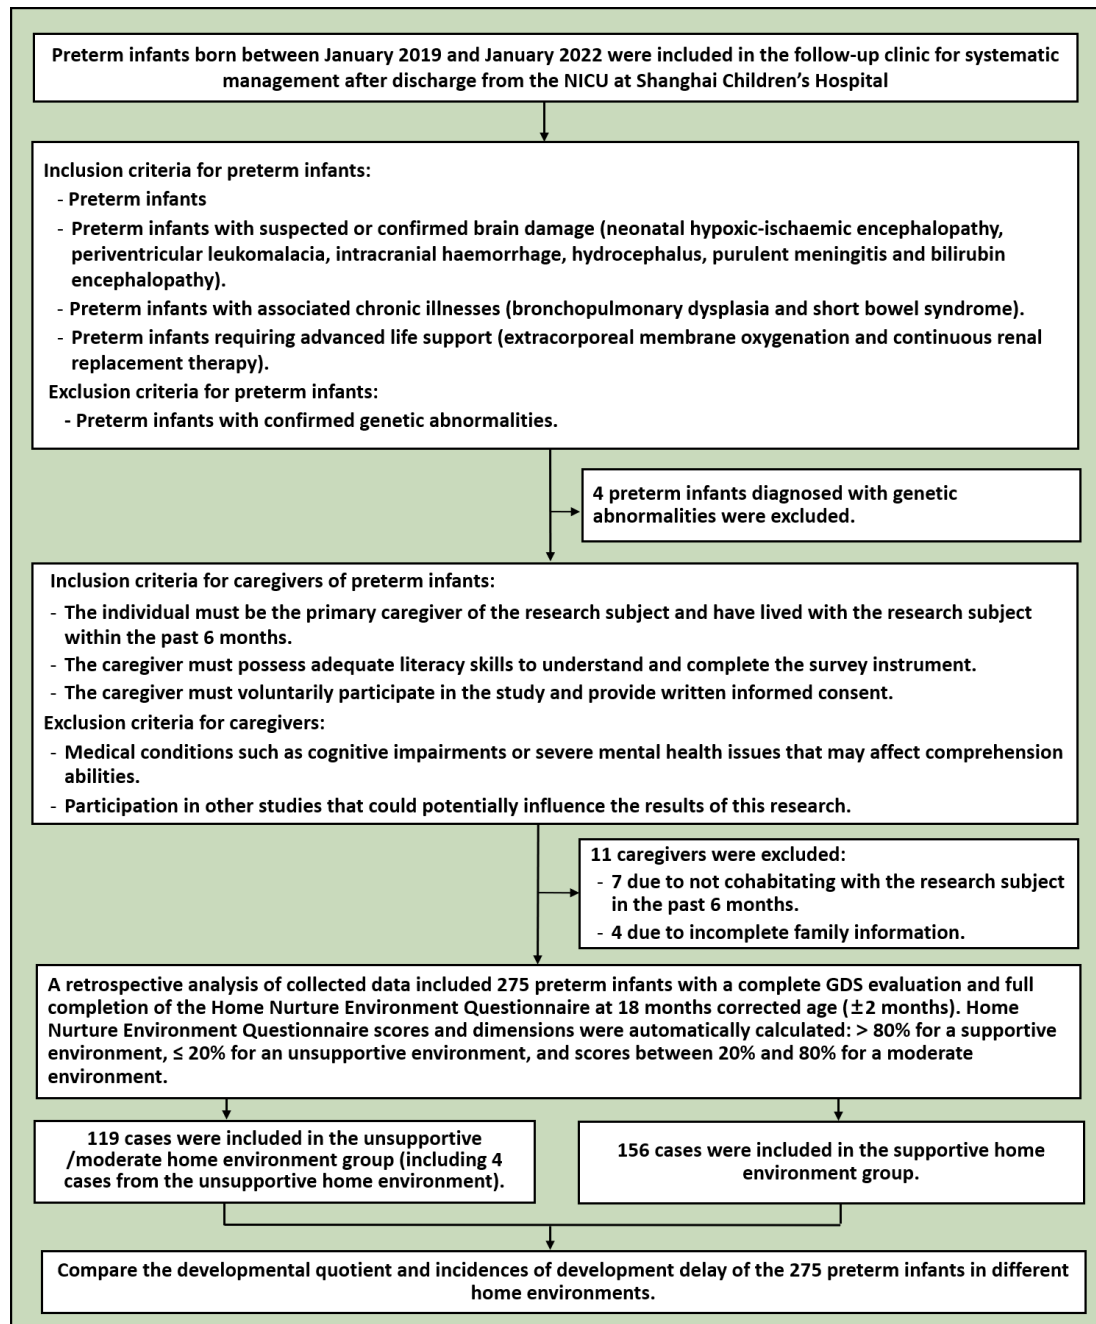 Preterm infants born between January 2019 and January 2022 were included in the follow-up clinic for systematic
management after discharge from the NICU at Shanghai Children’s Hospital
Inclusion criteria for preterm infants:
- Preterm infants
- Preterm infants with suspected or confirmed brain damage (neonatal hypoxic-ischaemic encephalopathy,
periventricular leukomalacia, intracranial haemorrhage, hydrocephalus, purulent meningitis and bilirubin
encephalopathy).
- Preterm infants with associated chronic illnesses (bronchopulmonary dysplasia and short bowel syndrome).
- Preterm infants requiring advanced life support (extracorporeal membrane oxygenation and continuous renal
replacement therapy).
Exclusion criteria for preterm infants:
- Preterm infants with confirmed genetic abnormalities.
4 preterm infants diagnosed with genetic
abnormalities were excluded.
Inclusion criteria for caregivers of preterm infants:
- The individual must be the primary caregiver of the research subject and have lived with the research subject
within the past 6 months.
- The caregiver must possess adequate literacy skills to understand and complete the survey instrument.
- The caregiver must voluntarily participate in the study and provide written informed consent.
Exclusion criteria for caregivers:
- Medical conditions such as cognitive impairments or severe mental health issues that may affect comprehension
abilities.
- Participation in other studies that could potentially influence the results of this research.
11 caregivers were excluded:
- 7 due to not cohabitating with the research subject
in the past 6 months.
- 4 due to incomplete family information.
A retrospective analysis of collected data included 275 preterm infants with a complete GDS evaluation and full
completion of the Home Nurture Environment Questionnaire at 18 months corrected age (±2 months). Home
Nurture Environment Questionnaire scores and dimensions were automatically calculated: > 80% for a supportive
environment, ≤ 20% for an unsupportive environment, and scores between 20% and 80% for a moderate
environment.
119 cases were included in the unsupportive
/moderate home environment group (including 4
cases from the unsupportive home environment).
156 cases were included in the supportive home
environment group.
Compare the developmental quotient and incidences of development delay of the 275 preterm infants in different
home environments.